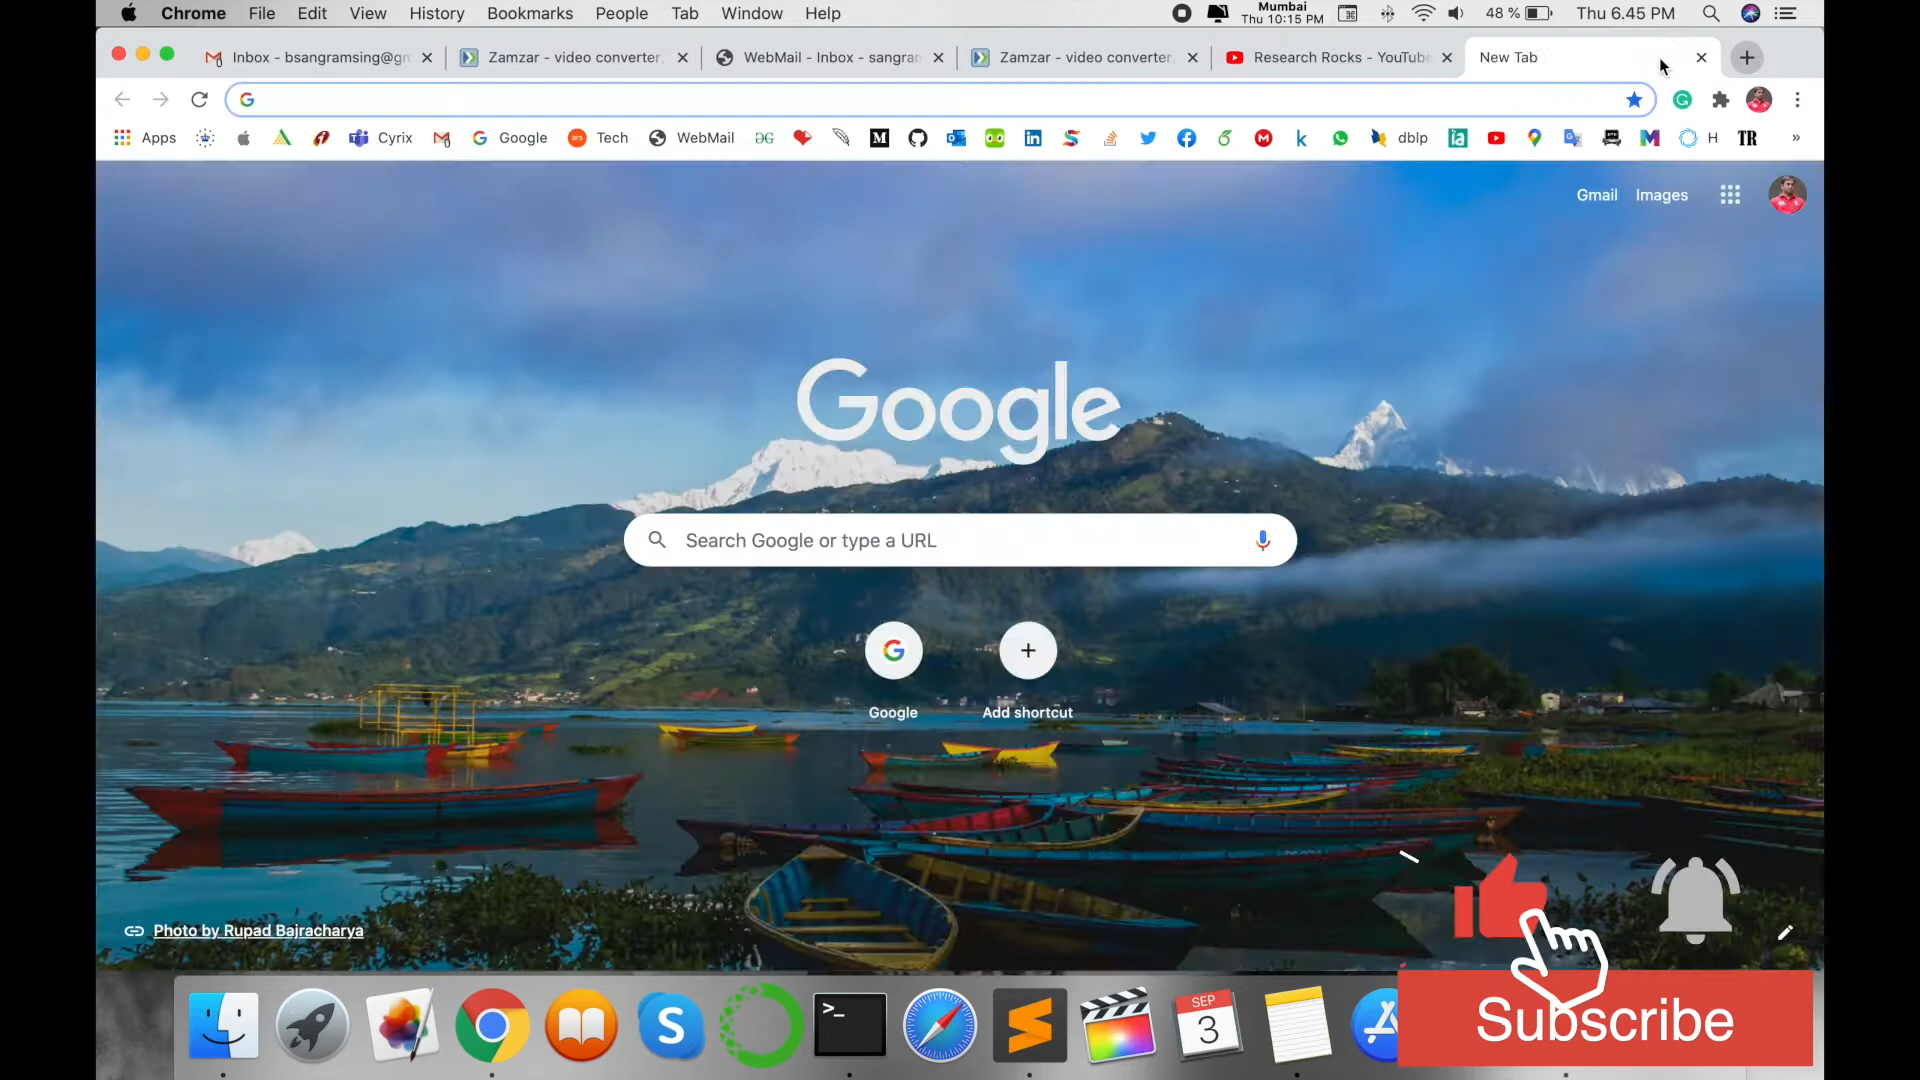 Chrome File Edit View History Bookmarks People Tab Window Help
Mumbai
Thu 10:15 PM
48 %
Thu 6.45 PM
Inbox - bsangramsing@gm
Zamzar - video converter,
WebMail - Inbox - sangram
Zamzar - video converter,
Research Rocks - YouTube
New Tab
Apps
Cyrix
Google
ars
Tech
WebMail
dblp
H
TR
»
Gmail Images
Google
Search Google or type a URL
Google
Add shortcut
Photo by Rupad Bajracharya
SEP
3
Subscribe